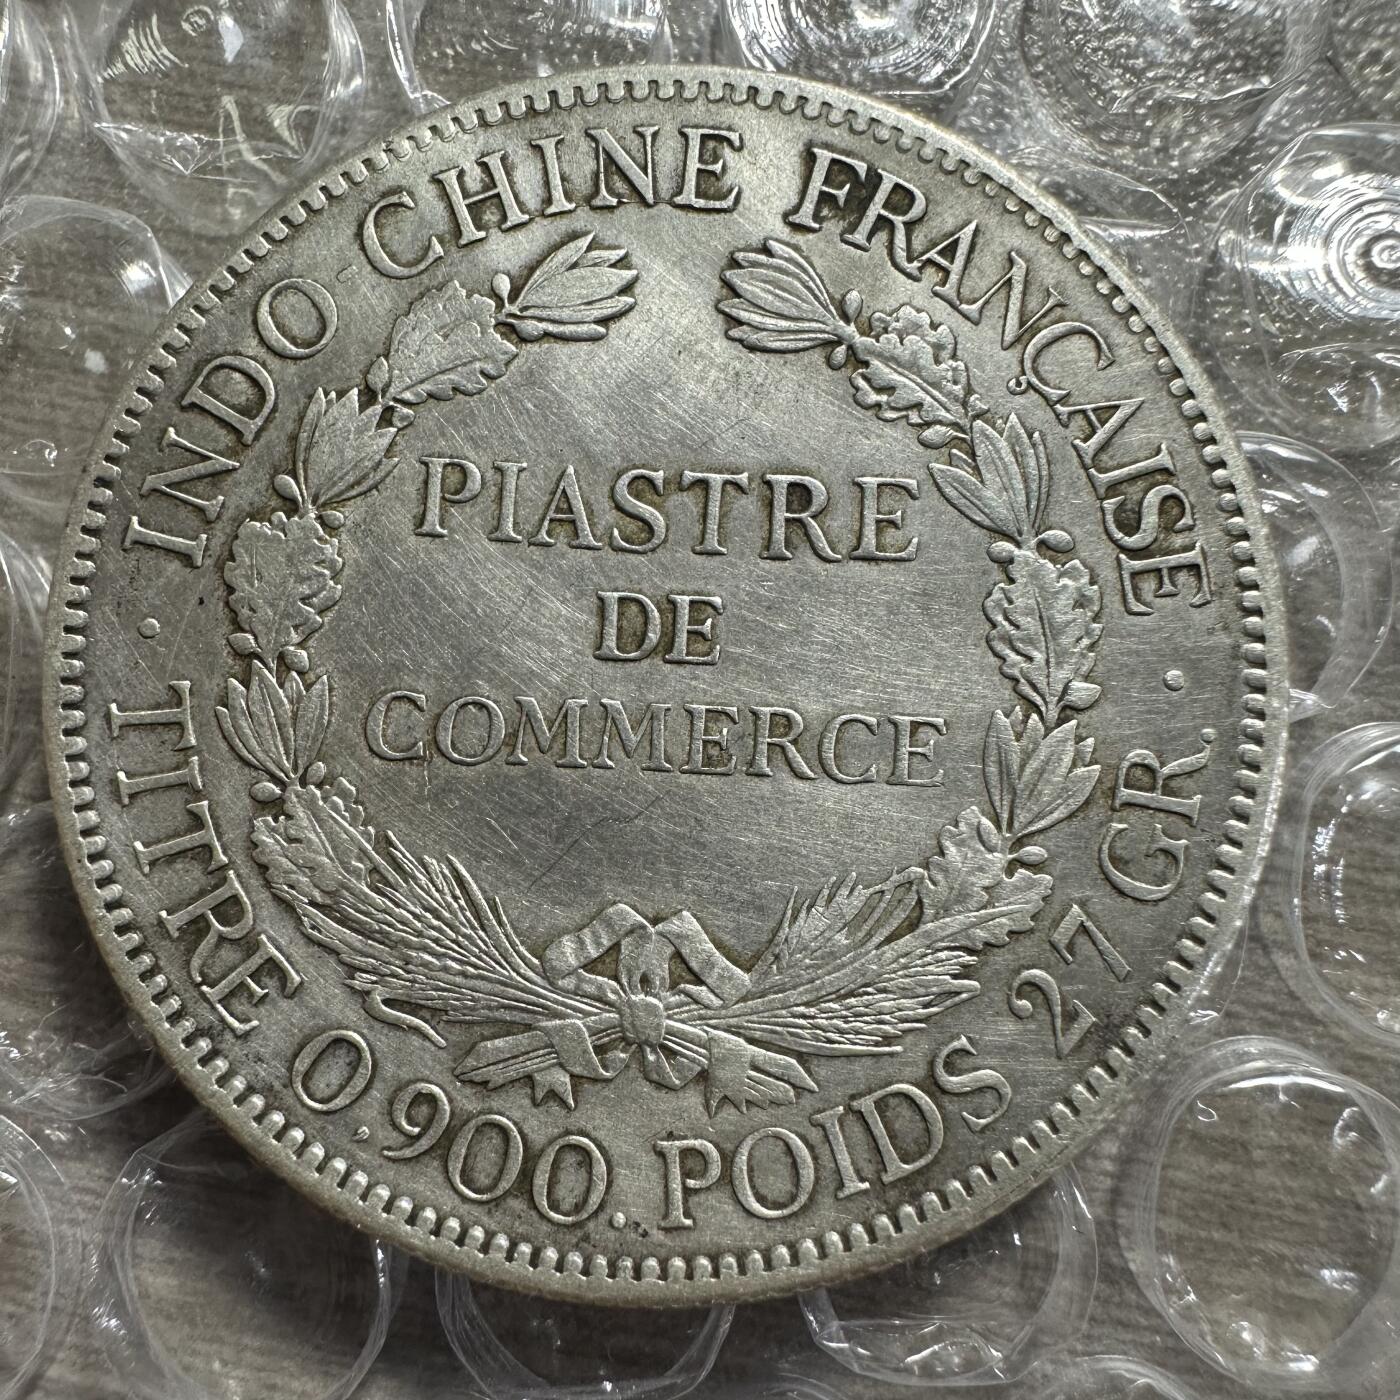 INDO-CHINE FRANÇAISE
PIASTRE
DE
COMMERCE
· TITRE 0,900. POIDS 27 GR. ·